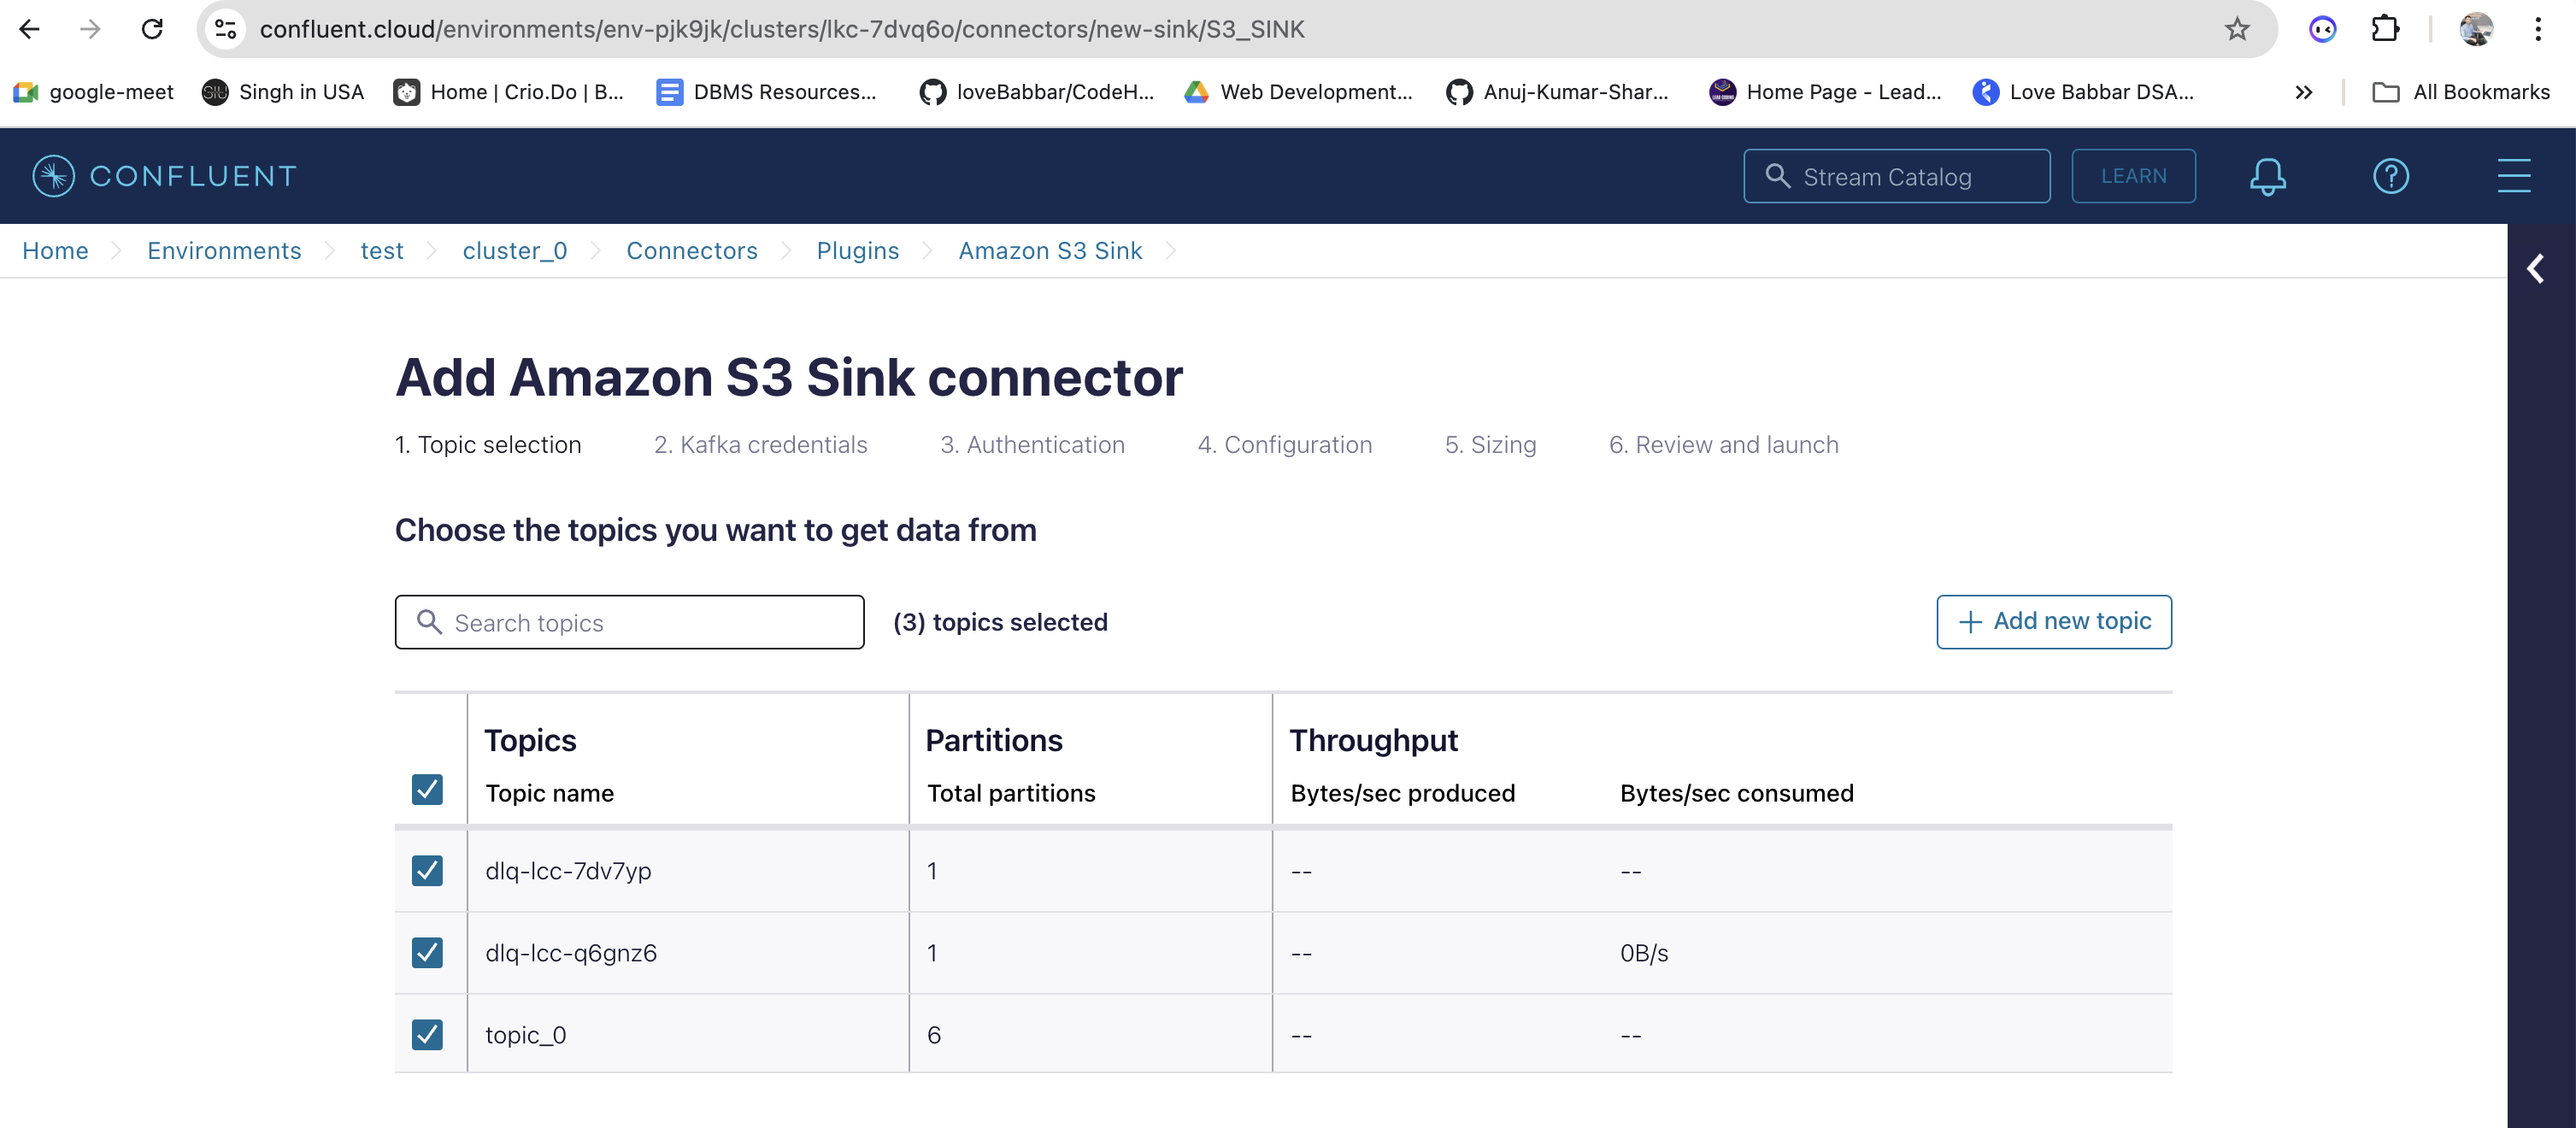 confluent.cloud/environments/env-pjk9jk/clusters/lkc-7dvq6o/connectors/new-sink/S3_SINK
google-meet Singh in USA Home | Crio.Do | B... DBMS Resources... loveBabbar/CodeH... Web Development... Anuj-Kumar-Shar... Home Page - Lead... Love Babbar DSA... » All Bookmarks
CONFLUENT Stream Catalog LEARN
Home Environments test cluster_0 Connectors Plugins Amazon S3 Sink
Add Amazon S3 Sink connector
1. Topic selection 2. Kafka credentials 3. Authentication 4. Configuration 5. Sizing 6. Review and launch
Choose the topics you want to get data from
Search topics (3) topics selected + Add new topic
Topics Partitions Throughput
Topic name Total partitions Bytes/sec produced Bytes/sec consumed
dlq-lcc-7dv7yp 1 -- --
dlq-lcc-q6gnz6 1 -- 0B/s
topic_0 6 -- --